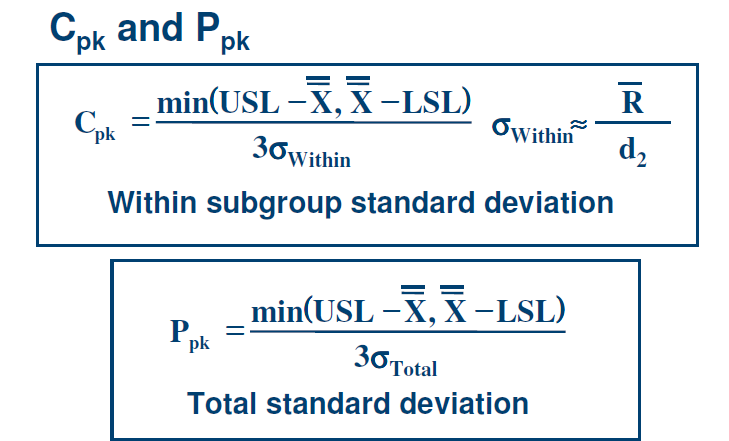 Cpk and Ppk
Cpk = min(USL – X̿, X̿ – LSL) / 3σWithin   σWithin ≈ R̅ / d2
Within subgroup standard deviation
Ppk = min(USL – X̿, X̿ – LSL) / 3σTotal
Total standard deviation